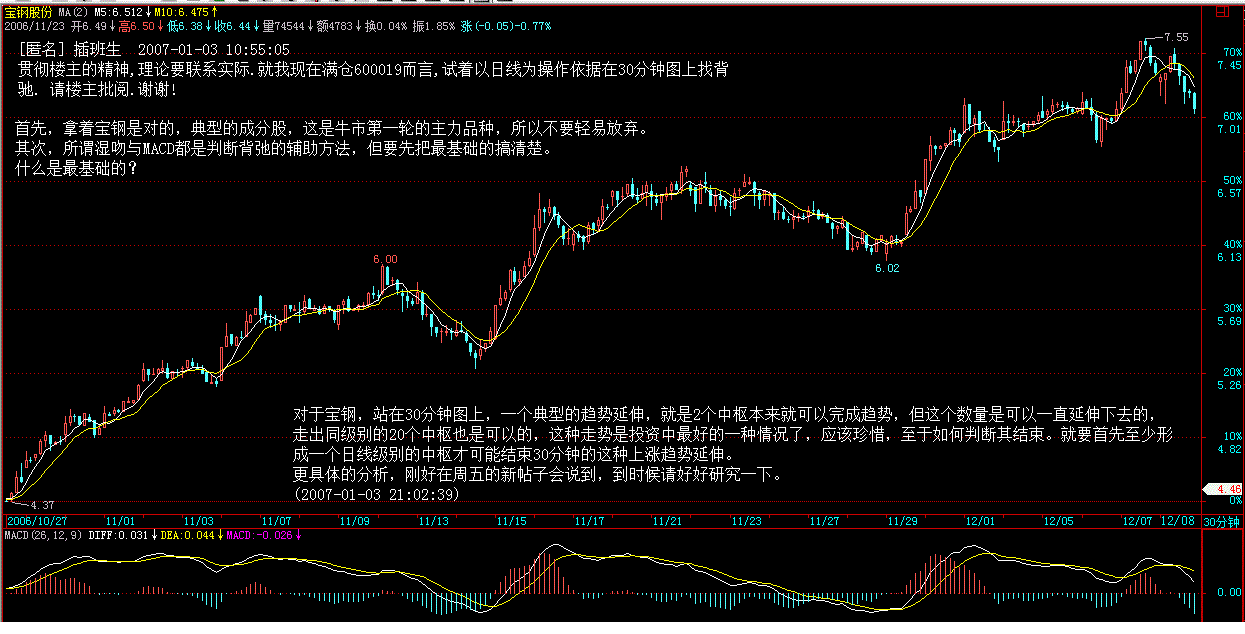 宝钢股份 MA(2) M5:6.512↓M10:6.475↑
2006/11/23 开6.49↓高6.50↓低6.38↓收6.44↓量74544↓额4783↓换0.04% 振1.85% 涨(-0.05)-0.77%
[匿名] 插班生 2007-01-03 10:55:05
贯彻楼主的精神,理论要联系实际.就我现在满仓600019而言,试着以日线为操作依据在30分钟图上找背
驰. 请楼主批阅.谢谢!
首先，拿着宝钢是对的，典型的成分股，这是牛市第一轮的主力品种，所以不要轻易放弃。
其次，所谓湿吻与MACD都是判断背弛的辅助方法，但要先把最基础的搞清楚。
什么是最基础的？
7.55
6.00
6.02
4.37
70%
7.45
60%
7.01
50%
6.57
40%
6.13
30%
5.69
20%
5.26
10%
4.82
4.46
0%
对于宝钢，站在30分钟图上，一个典型的趋势延伸，就是2个中枢本来就可以完成趋势，但这个数量是可以一直延伸下去的，
走出同级别的20个中枢也是可以的，这种走势是投资中最好的一种情况了，应该珍惜，至于如何判断其结束。就要首先至少形
成一个日线级别的中枢才可能结束30分钟的这种上涨趋势延伸。
更具体的分析，刚好在周五的新帖子会说到，到时候请好好研究一下。
(2007-01-03 21:02:39)
2006/10/27 11/01 11/03 11/07 11/09 11/13 11/15 11/17 11/21 11/23 11/27 11/29 12/01 12/05 12/07 12/08 30分钟
MACD(26,12,9) DIFF:0.031↓DEA:0.044↓MACD:-0.026↓
0.00